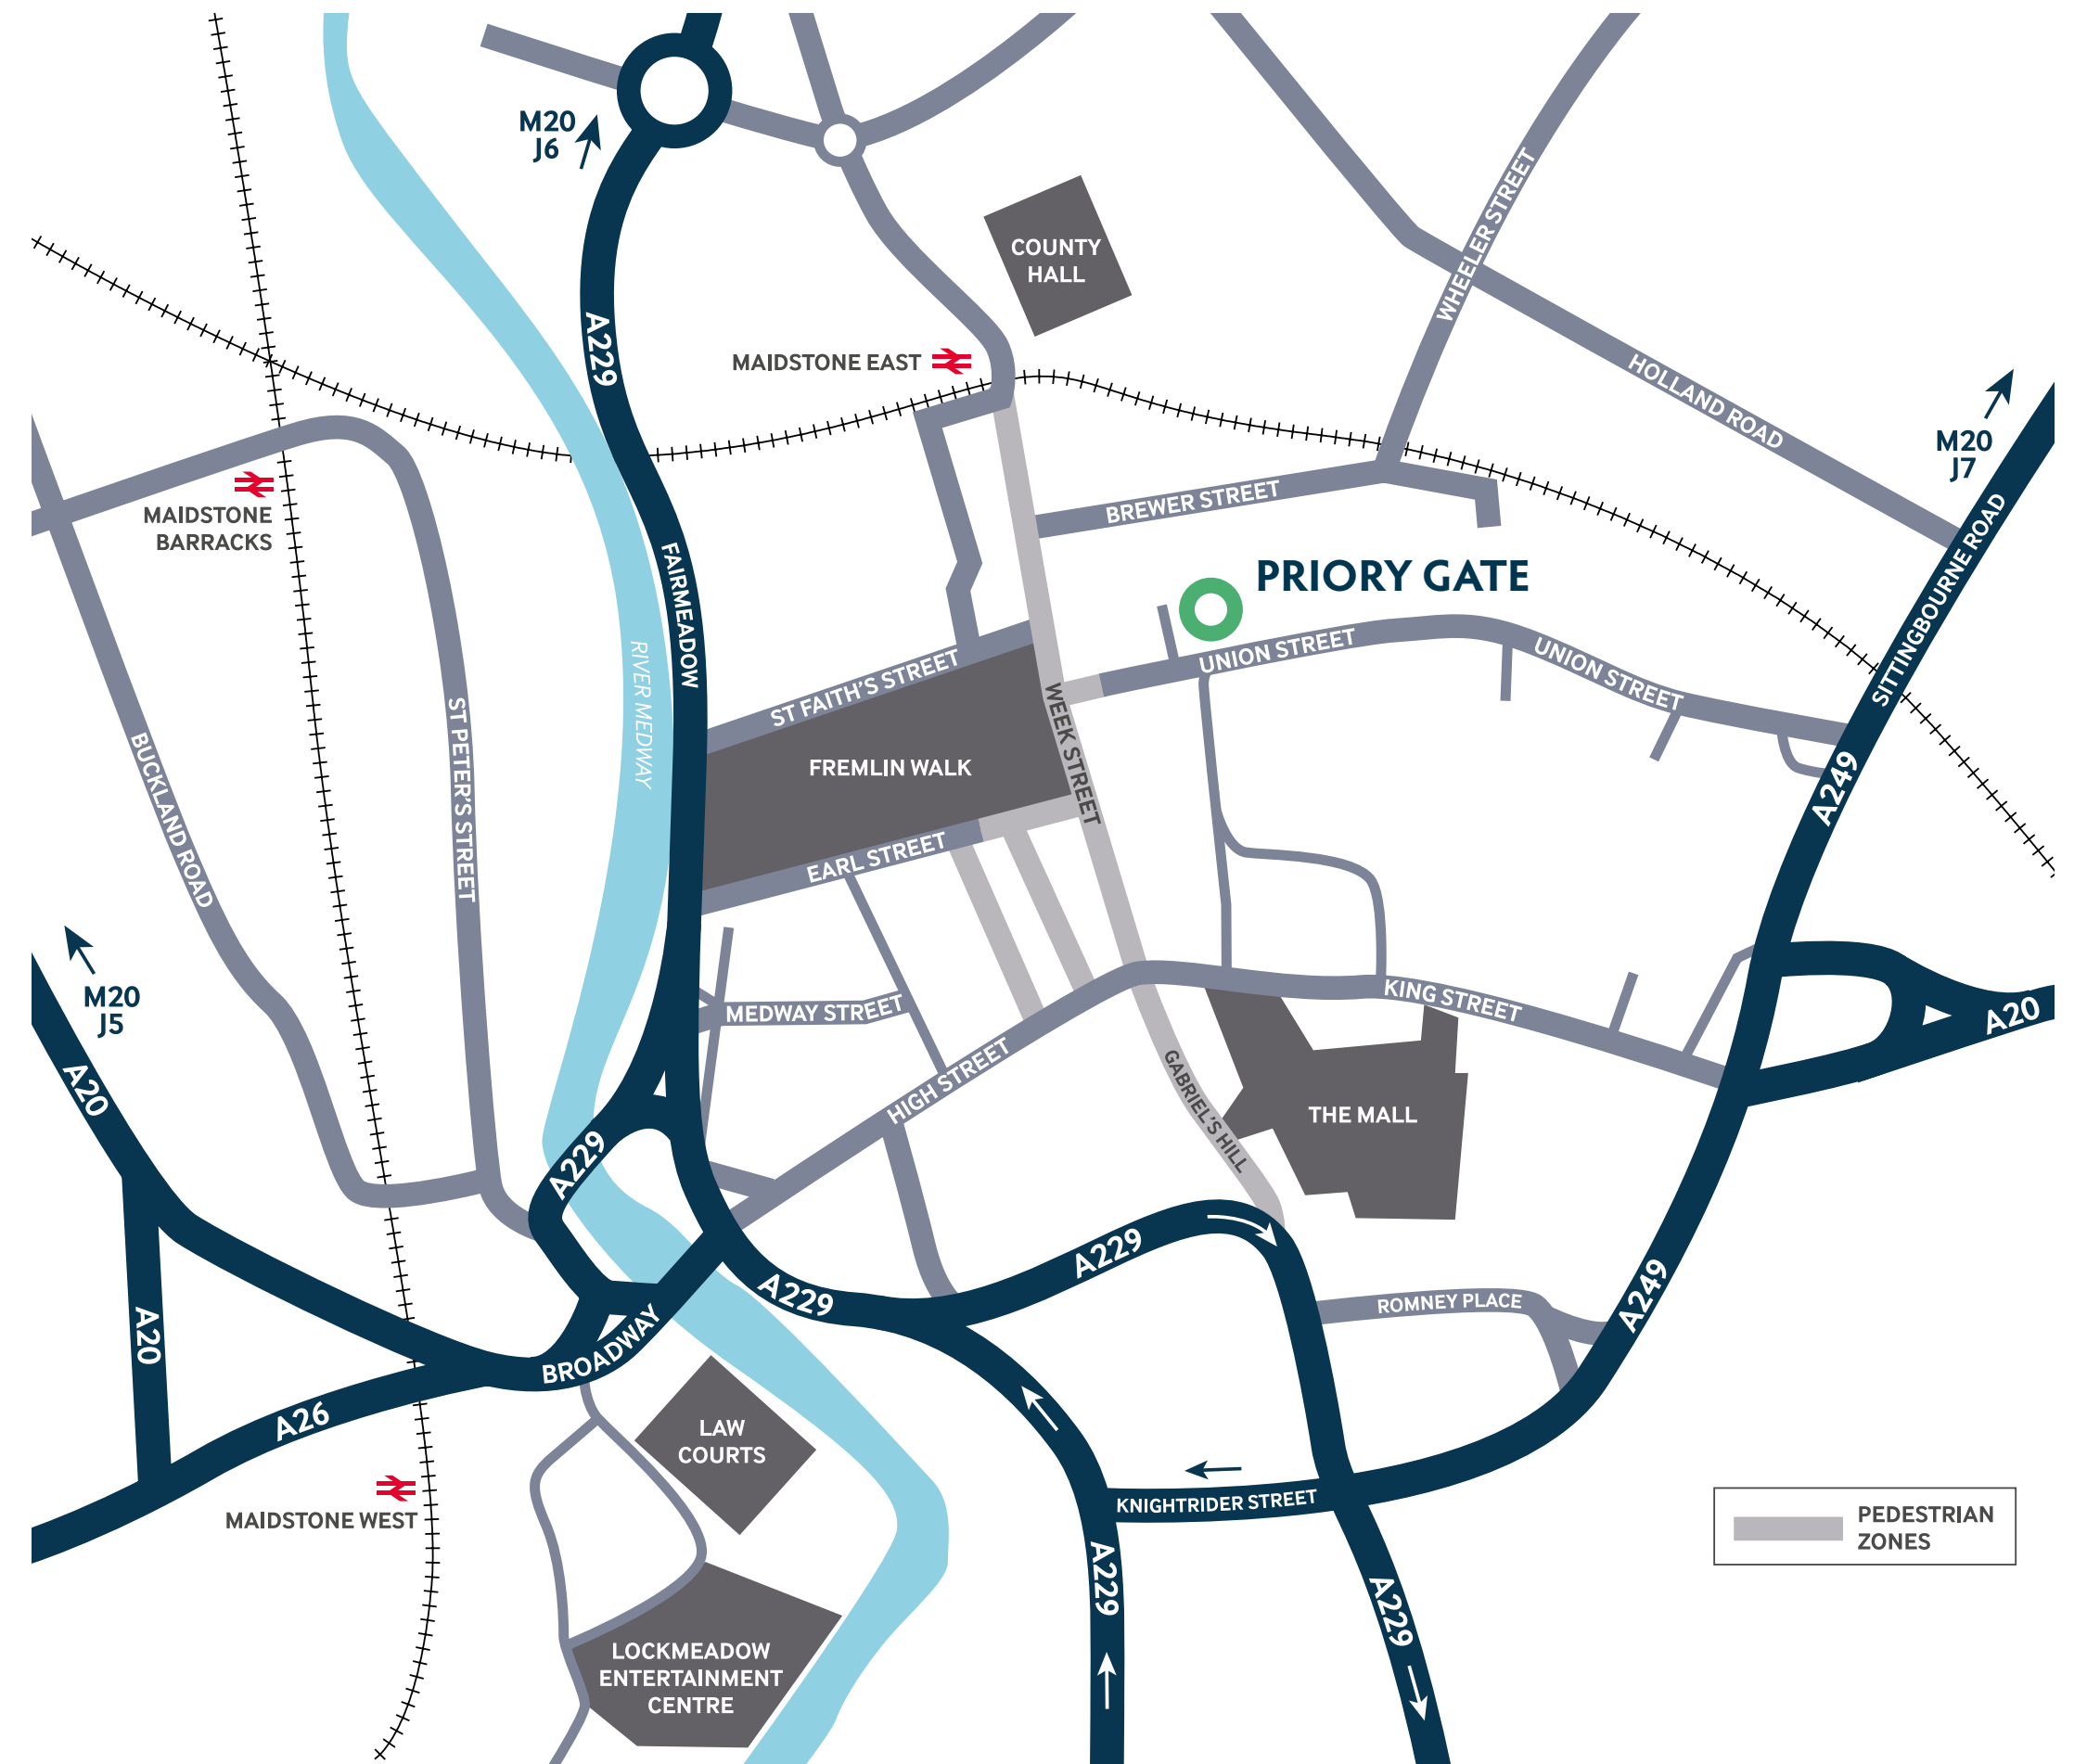 M20
J6
COUNTY
HALL
WHEELER STREET
A229
MAIDSTONE EAST
HOLLAND ROAD
M20
J7
MAIDSTONE
BARRACKS
BREWER STREET
SITTINGBOURNE ROAD
FAIRMEADOW
PRIORY GATE
RIVER MEDWAY
ST FAITH'S STREET
UNION STREET
UNION STREET
WEEK STREET
BUCKLAND ROAD
ST PETER'S STREET
FREMLIN WALK
A249
EARL STREET
M20
J5
MEDWAY STREET
KING STREET
A20
A20
HIGH STREET
GABRIEL'S HILL
THE MALL
A229
A229
A229
A249
A20
BROADWAY
ROMNEY PLACE
A26
LAW
COURTS
MAIDSTONE WEST
KNIGHTRIDER STREET
PEDESTRIAN
ZONES
A229
A229
LOCKMEADOW
ENTERTAINMENT
CENTRE